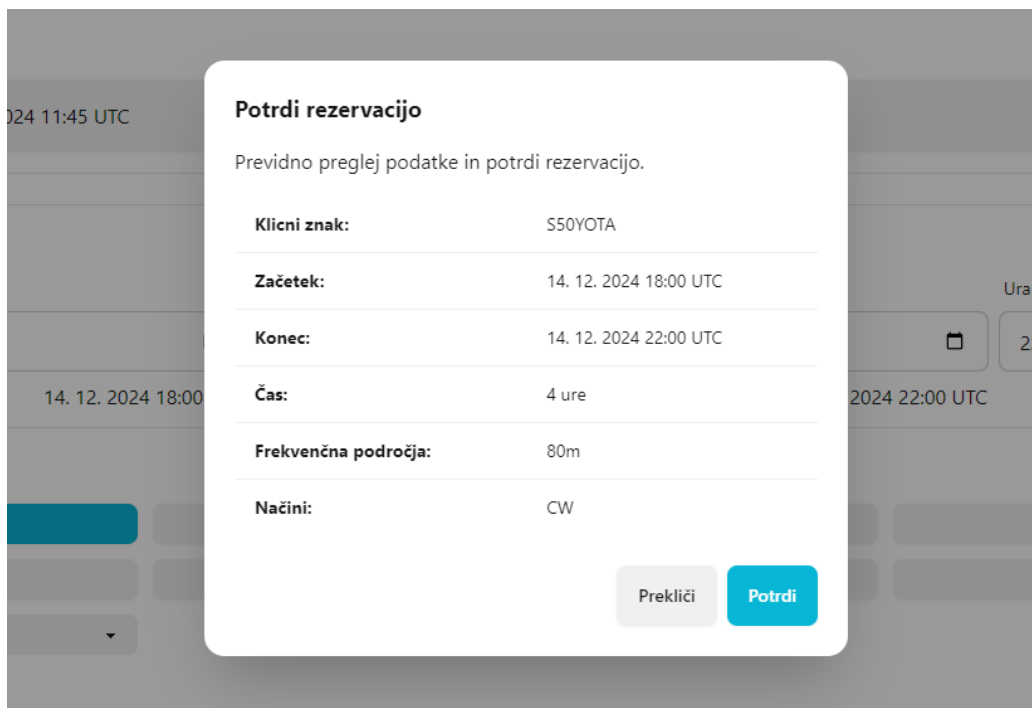 024 11:45 UTC
Potrdi rezervacijo
Previdno preglej podatke in potrdi rezervacijo.
Klicni znak: S50YOTA
Začetek: 14. 12. 2024 18:00 UTC
Ura
Konec: 14. 12. 2024 22:00 UTC
2
14. 12. 2024 18:00
Čas: 4 ure
2024 22:00 UTC
Frekvenčna področja: 80m
Načini: CW
Prekliči Potrdi